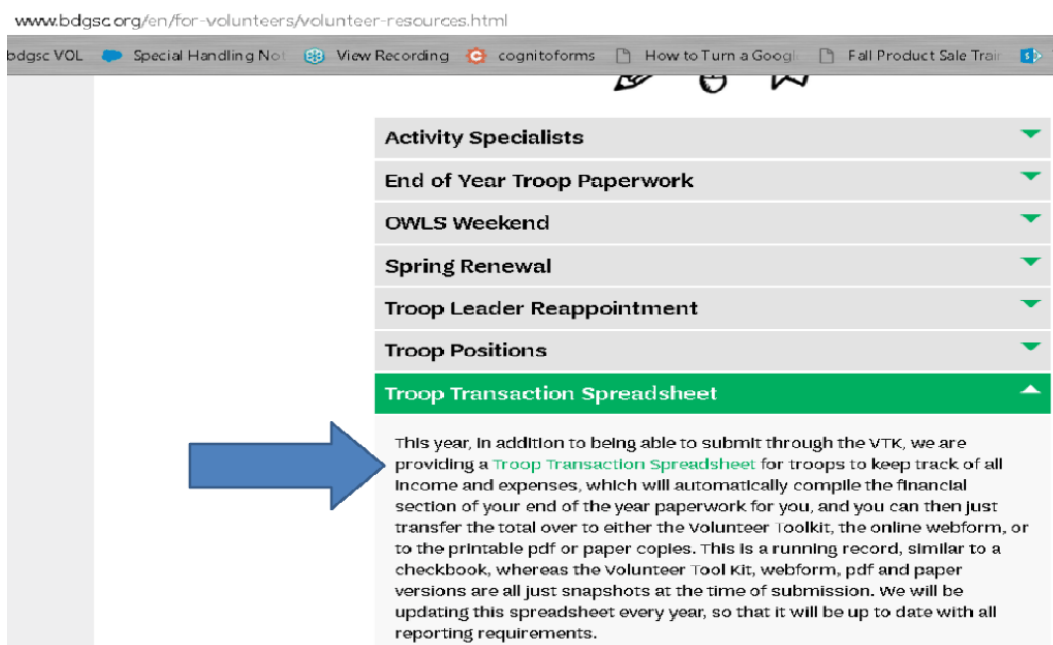 www.bdgsc.org/en/for-volunteers/volunteer-resources.html
bdgsc VOL Special Handling Not View Recording cognitoforms How to Turn a Googl Fall Product Sale Train
Activity Specialists
End of Year Troop Paperwork
OWLS Weekend
Spring Renewal
Troop Leader Reappointment
Troop Positions
Troop Transaction Spreadsheet
This year, in addition to being able to submit through the VTK, we are
providing a Troop Transaction Spreadsheet for troops to keep track of all
income and expenses, which will automatically compile the financial
section of your end of the year paperwork for you, and you can then just
transfer the total over to either the Volunteer Toolkit, the online webform, or
to the printable pdf or paper copies. This is a running record, similar to a
checkbook, whereas the Volunteer Tool Kit, webform, pdf and paper
versions are all just snapshots at the time of submission. We will be
updating this spreadsheet every year, so that it will be up to date with all
reporting requirements.